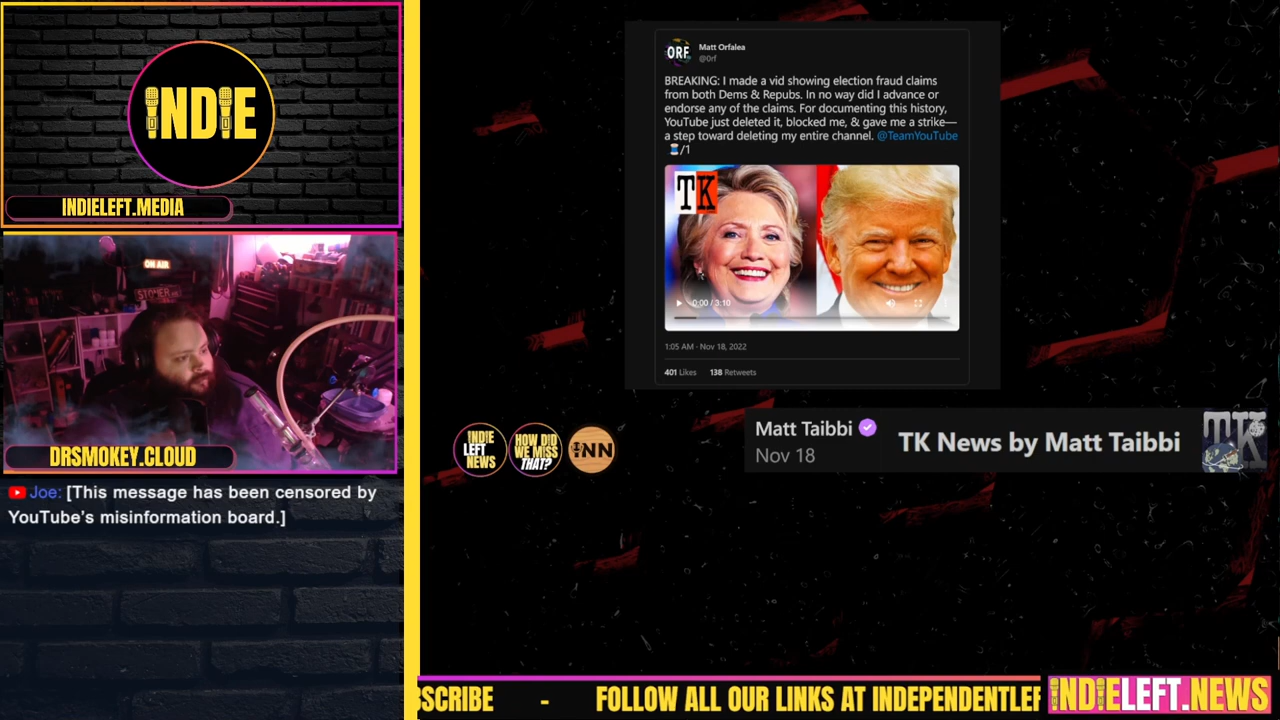 INDIE
INDIELEFT.MEDIA
ON AIR
STONER
DRSMOKEY.CLOUD
Joe: [This message has been censored by
YouTube's misinformation board.]
ORF
Matt Orfalea
@0rf
BREAKING: I made a vid showing election fraud claims
from both Dems & Repubs. In no way did I advance or
endorse any of the claims. For documenting this history,
YouTube just deleted it, blocked me, & gave me a strike—
a step toward deleting my entire channel. @TeamYouTube
🧵/1
TK
0:00 / 3:10
1:05 AM · Nov 18, 2022
401 Likes 138 Retweets
INDIE
LEFT
NEWS
HOW DID
WE MISS
THAT?
INN
Matt Taibbi
Nov 18
TK News by Matt Taibbi
TK
BSCRIBE - FOLLOW ALL OUR LINKS AT INDEPENDENTLEF
INDIELEFT.NEWS